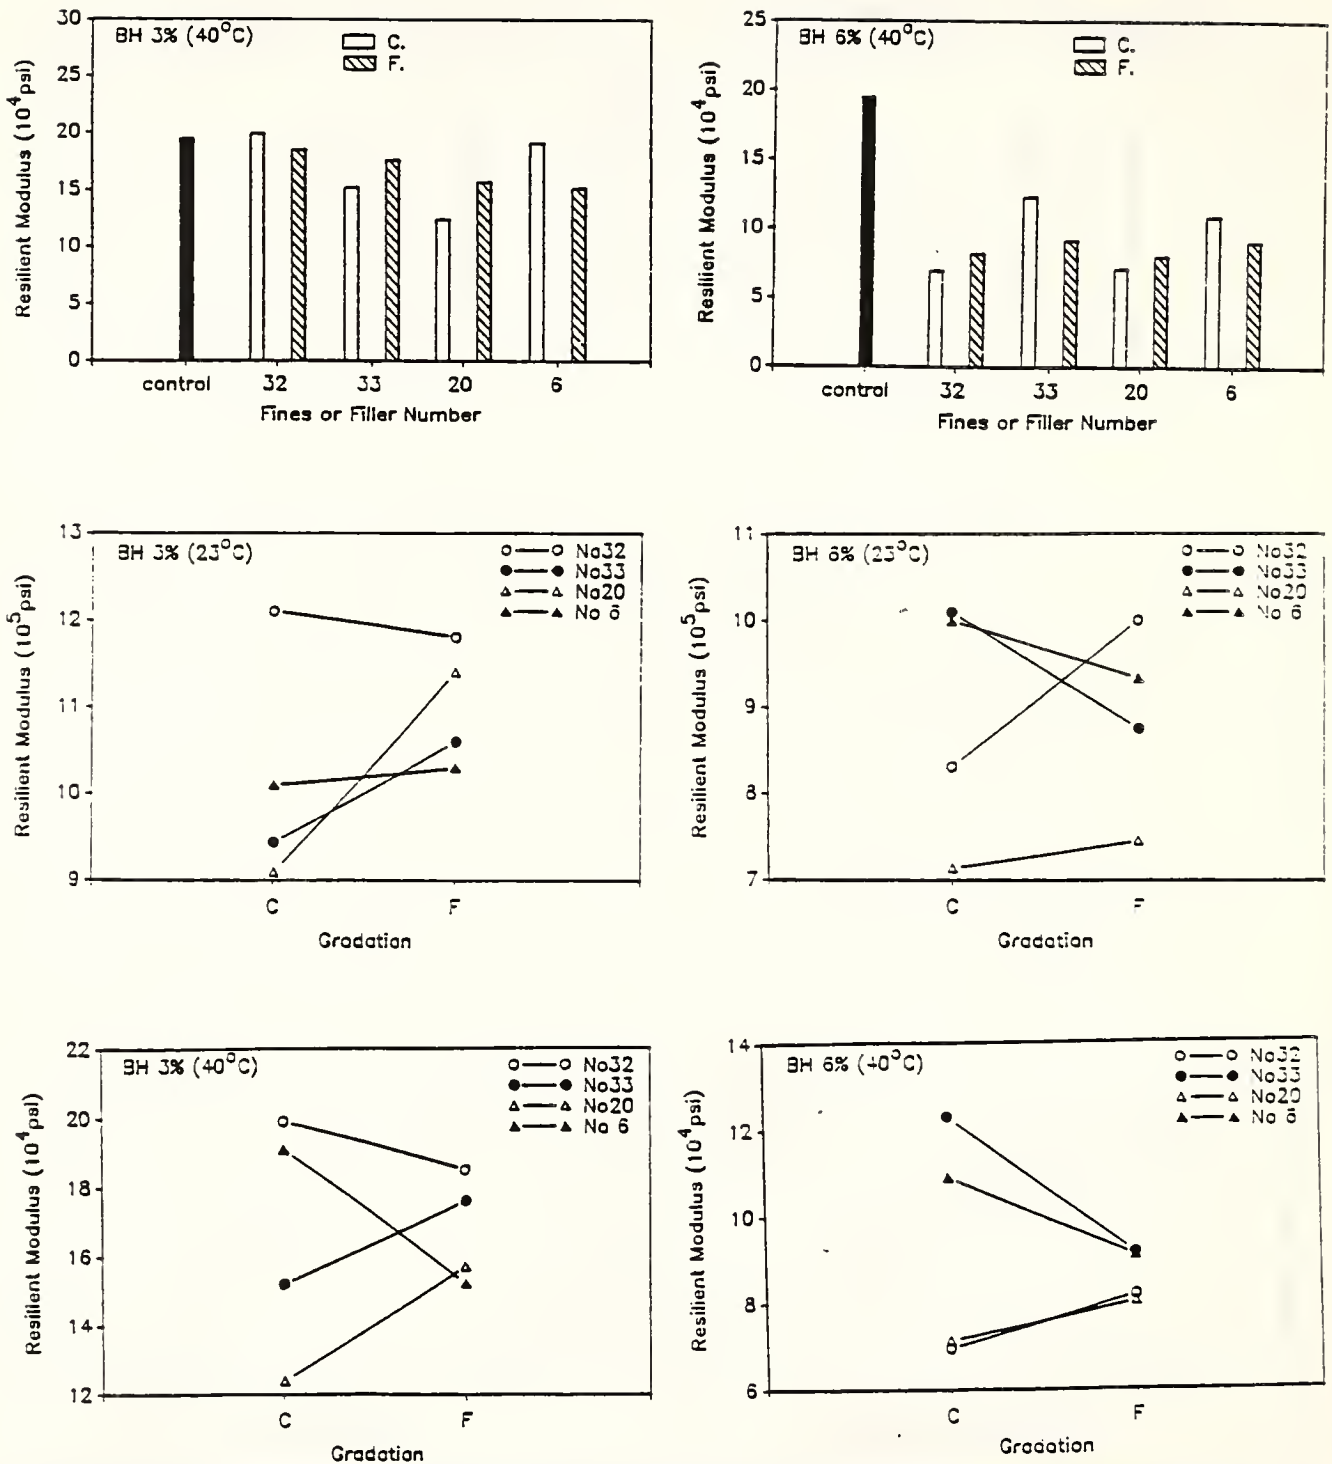 BH 3% (40°C)
C.
F.
Resilient Modulus (10⁴psi)
30
25
20
15
10
5
0
control 32 33 20 6
Fines or Filler Number
BH 6% (40°C)
C.
F.
Resilient Modulus (10⁴psi)
25
20
15
10
5
0
control 32 33 20 6
Fines or Filler Number
BH 3% (23°C)
No32
No33
No20
No 6
Resilient Modulus (10⁵psi)
13
12
11
10
9
C F
Gradation
BH 6% (23°C)
No32
No33
No20
No 6
Resilient Modulus (10⁵psi)
11
10
9
8
7
C F
Gradation
BH 3% (40°C)
No32
No33
No20
No 6
Resilient Modulus (10⁴psi)
22
20
18
16
14
12
C F
Gradation
BH 6% (40°C)
No32
No33
No20
No 6
Resilient Modulus (10⁴psi)
14
12
10
8
6
C F
Gradation